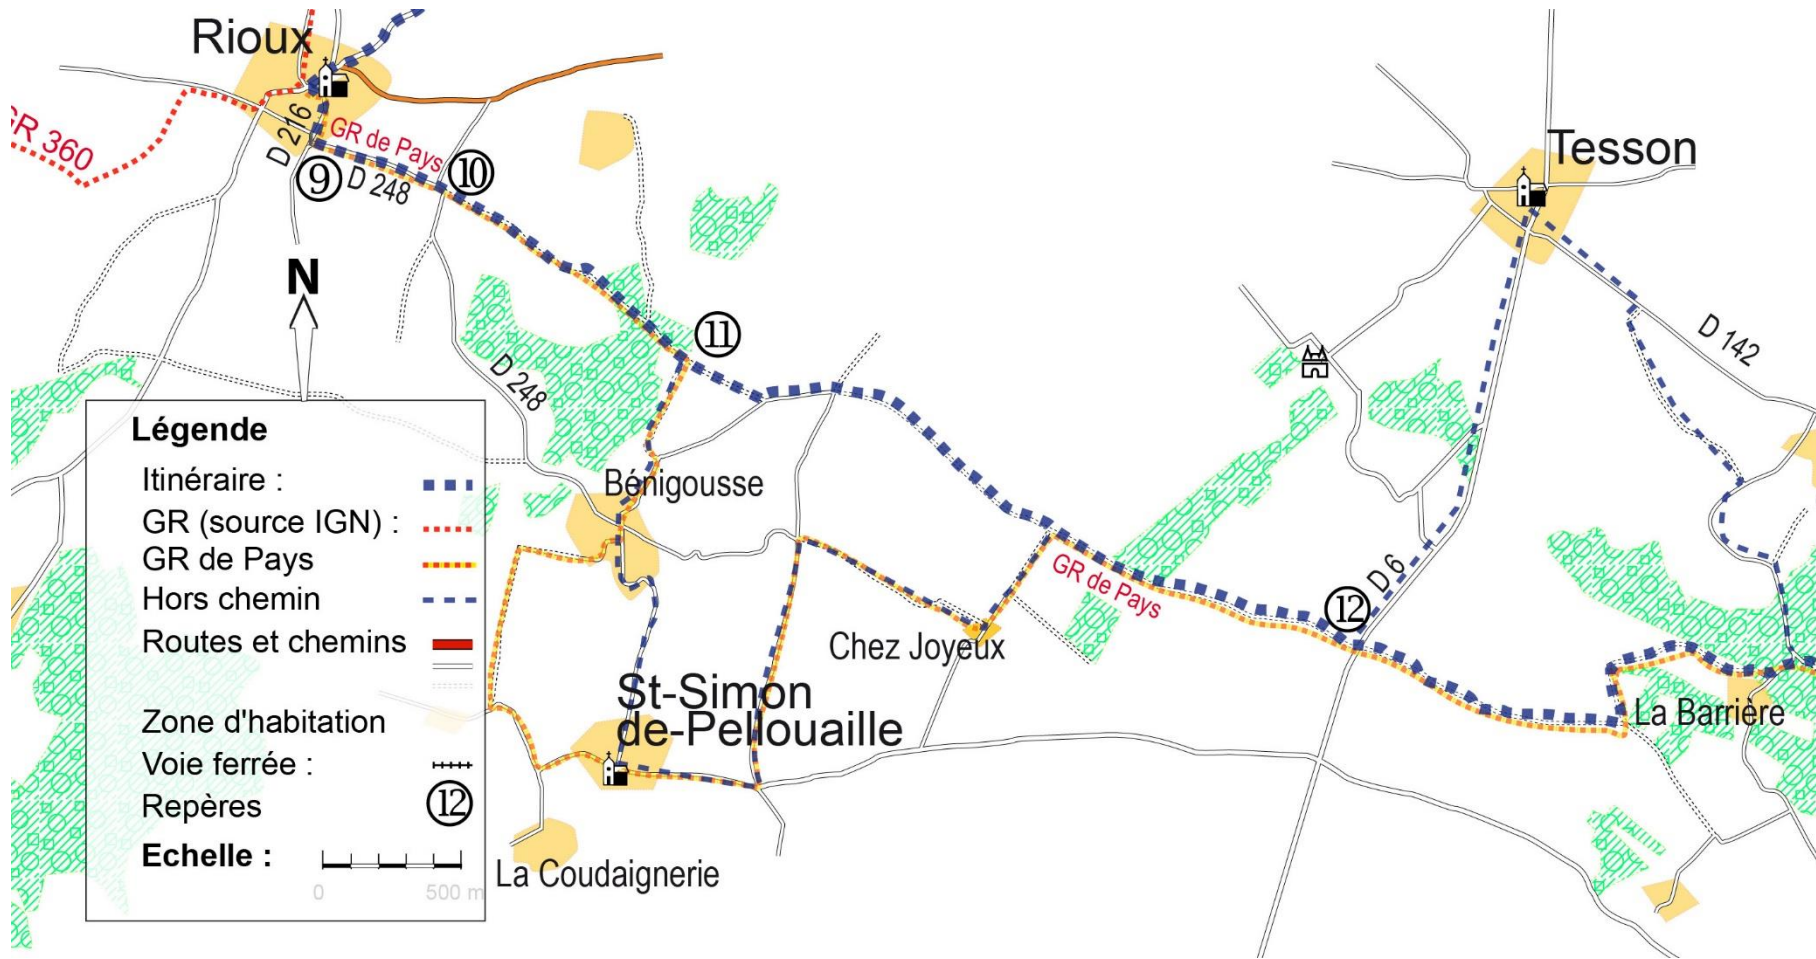 Rioux
GR 360
D 216
GR de Pays
⑨
D 248
⑩
Tesson
N
⑪
D 248
D 142
Légende
Itinéraire :
GR (source IGN) :
GR de Pays
Hors chemin
Routes et chemins
Zone d'habitation
Voie ferrée :
Repères
⑫
Echelle :
0 500 m
Bénigousse
GR de Pays
D 6
⑫
Chez Joyeux
St-Simon
de-Pellouaille
La Barrière
La Coudaignerie